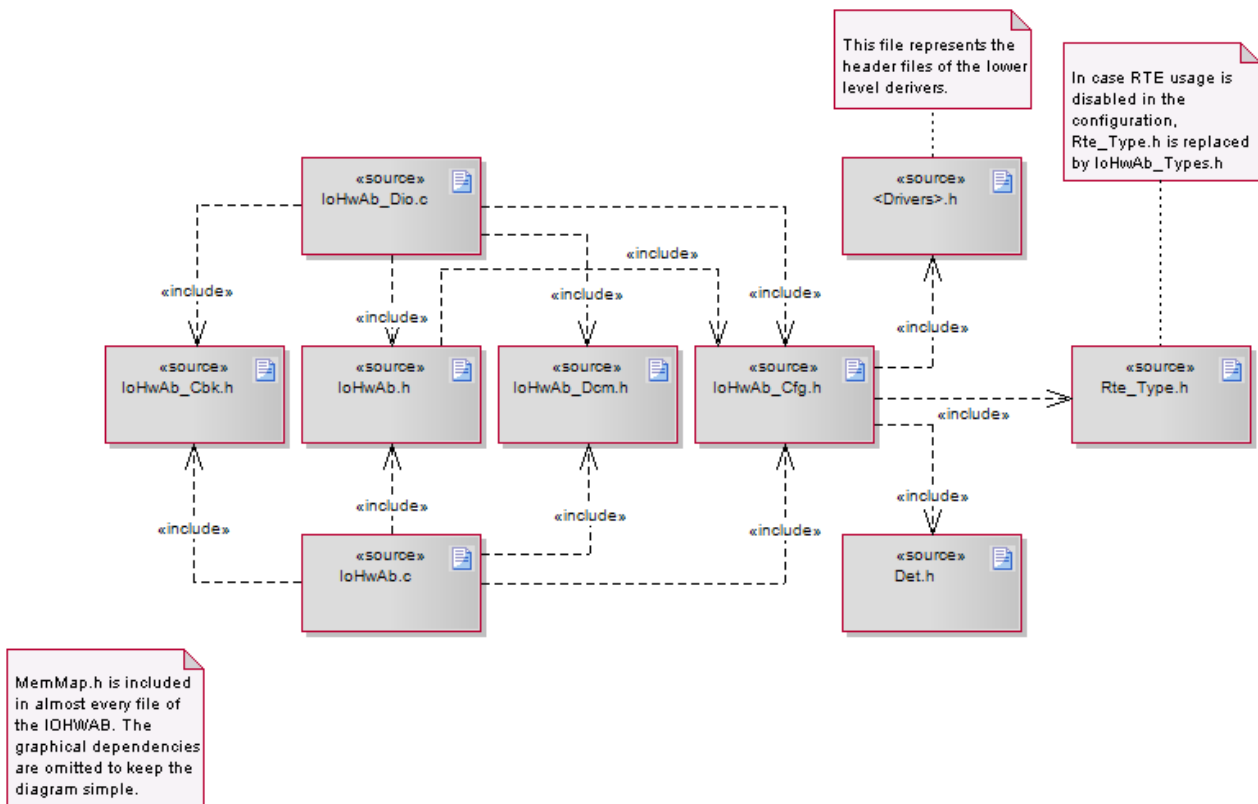 This file represents the
header files of the lower
level derivers.
In case RTE usage is
disabled in the
configuration,
Rte_Type.h is replaced
by IoHwAb_Types.h
«source»
IoHwAb_Dio.c
«source»
<Drivers>.h
«include»
«include»
«include»
«include»
«include»
«include»
«source»
IoHwAb_Cbk.h
«source»
IoHwAb.h
«source»
IoHwAb_Dcm.h
«source»
IoHwAb_Cfg.h
«source»
Rte_Type.h
«include»
«include»
«include»
«include»
«include»
«include»
«source»
IoHwAb.c
«source»
Det.h
MemMap.h is included
in almost every file of
the IOHWAB. The
graphical dependencies
are omitted to keep the
diagram simple.